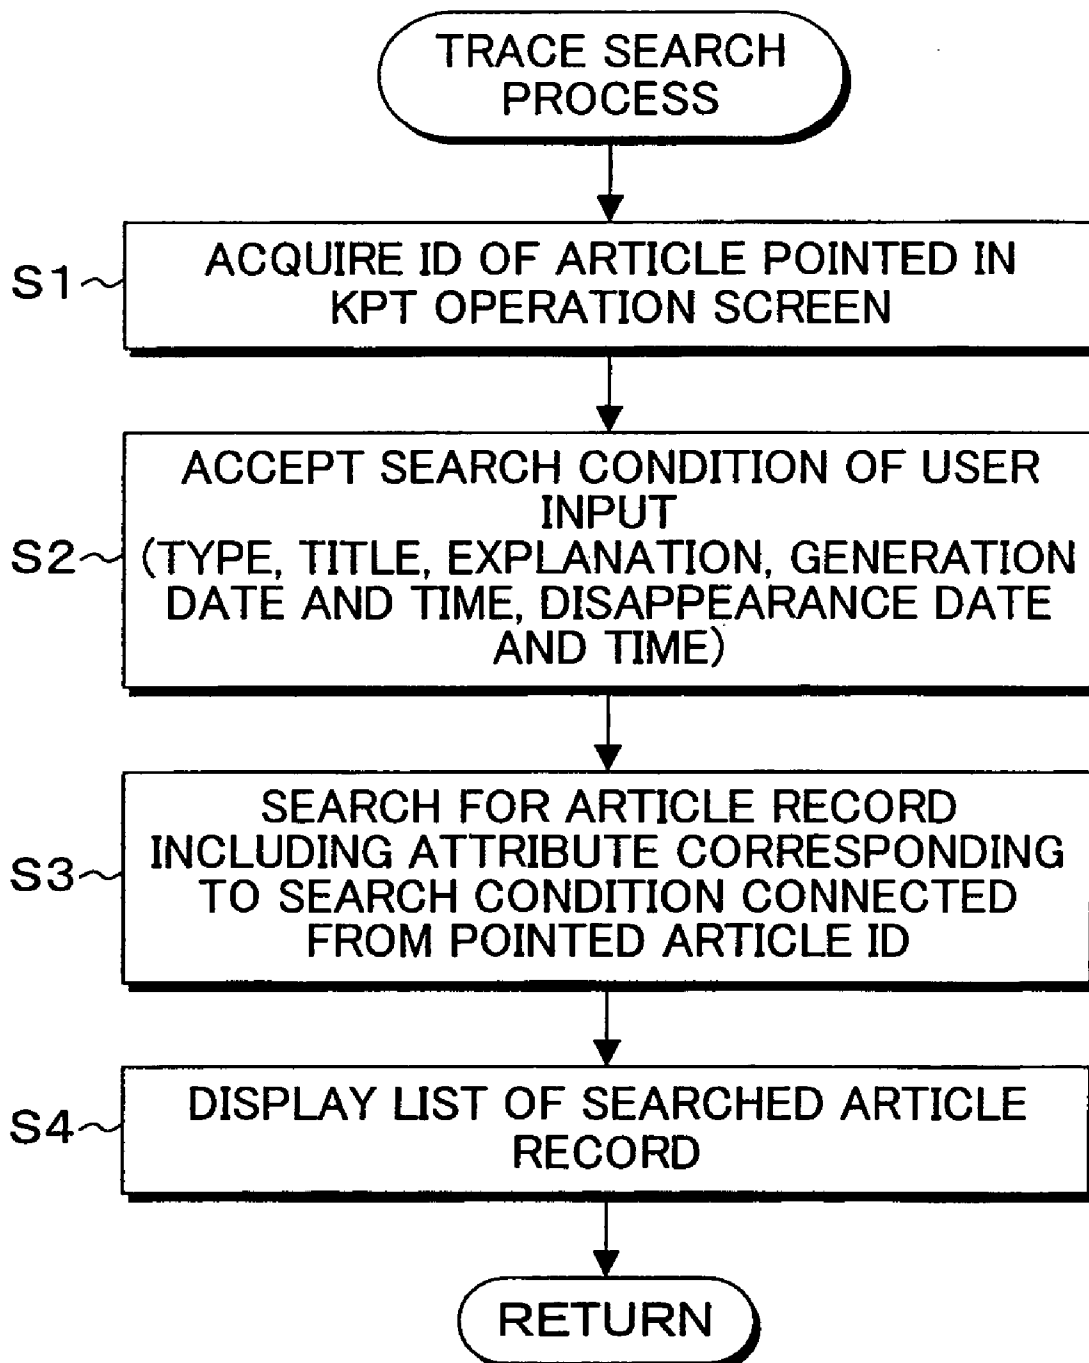 TRACE SEARCH
PROCESS
S1
ACQUIRE ID OF ARTICLE POINTED IN
KPT OPERATION SCREEN
S2
ACCEPT SEARCH CONDITION OF USER
INPUT
(TYPE, TITLE, EXPLANATION, GENERATION
DATE AND TIME, DISAPPEARANCE DATE
AND TIME)
S3
SEARCH FOR ARTICLE RECORD
INCLUDING ATTRIBUTE CORRESPONDING
TO SEARCH CONDITION CONNECTED
FROM POINTED ARTICLE ID
S4
DISPLAY LIST OF SEARCHED ARTICLE
RECORD
RETURN